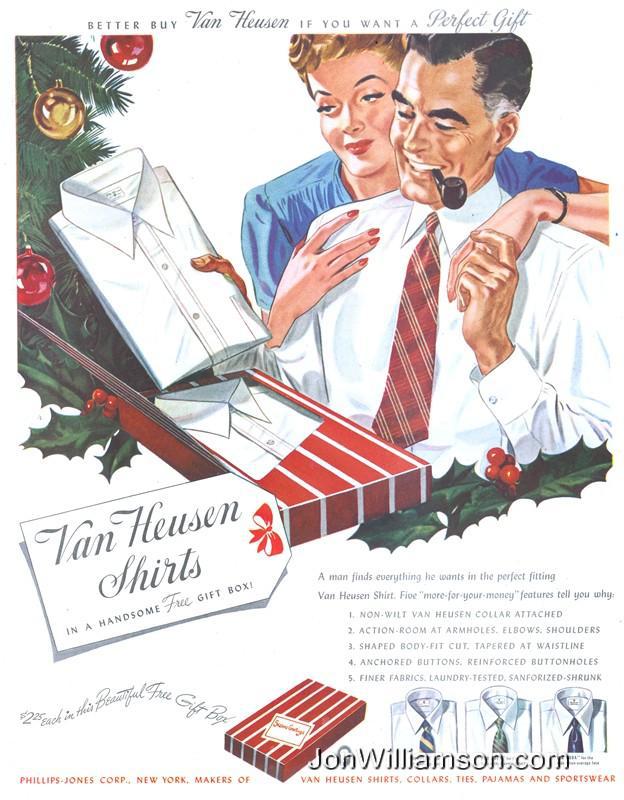 BETTER BUY Van Heusen IF YOU WANT A Perfect Gift
Van Heusen
Shirts
IN A HANDSOME Free GIFT BOX!
A man finds everything he wants in the perfect fitting
Van Heusen Shirt. Five "more-for-your-money" features tell you why:
1. NON-WILT VAN HEUSEN COLLAR ATTACHED
2. ACTION-ROOM AT ARMHOLES, ELBOWS, SHOULDERS
3. SHAPED BODY-FIT CUT, TAPERED AT WAISTLINE
4. ANCHORED BUTTONS, REINFORCED BUTTONHOLES
5. FINER FABRICS, LAUNDRY-TESTED, SANFORIZED-SHRUNK
$2.25 each in this Beautiful Free Gift Box
JonWilliamson.com
PHILLIPS-JONES CORP., NEW YORK, MAKERS OF VAN HEUSEN SHIRTS, COLLARS, TIES, PAJAMAS AND SPORTSWEAR